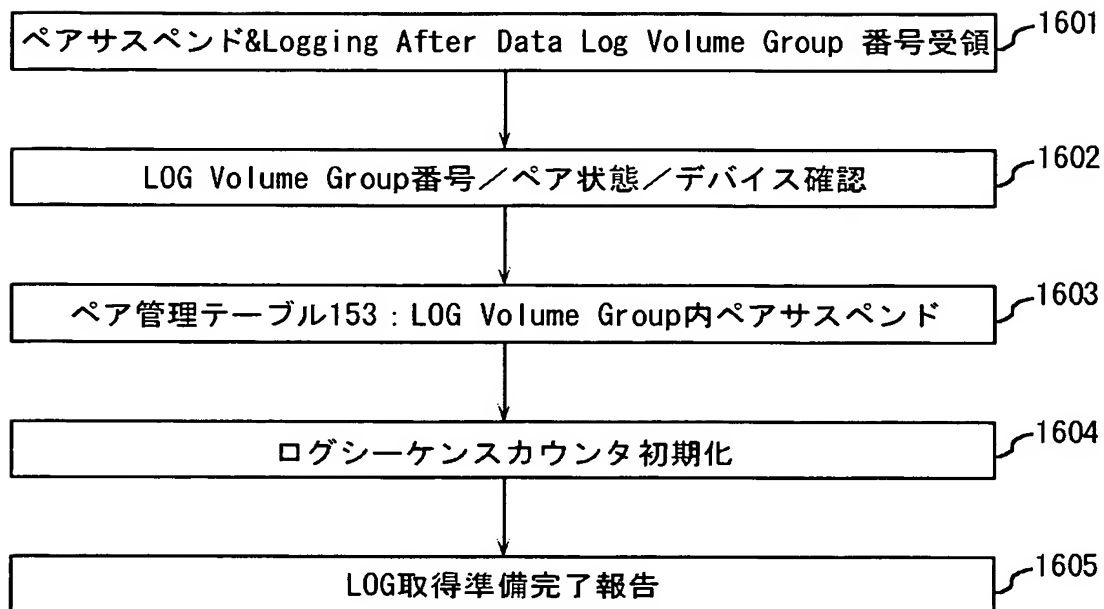 ペアサスペンド&Logging After Data Log Volume Group 番号受領
1601
LOG Volume Group番号／ペア状態／デバイス確認
1602
ペア管理テーブル153：LOG Volume Group内ペアサスペンド
1603
ログシーケンスカウンタ初期化
1604
LOG取得準備完了報告
1605